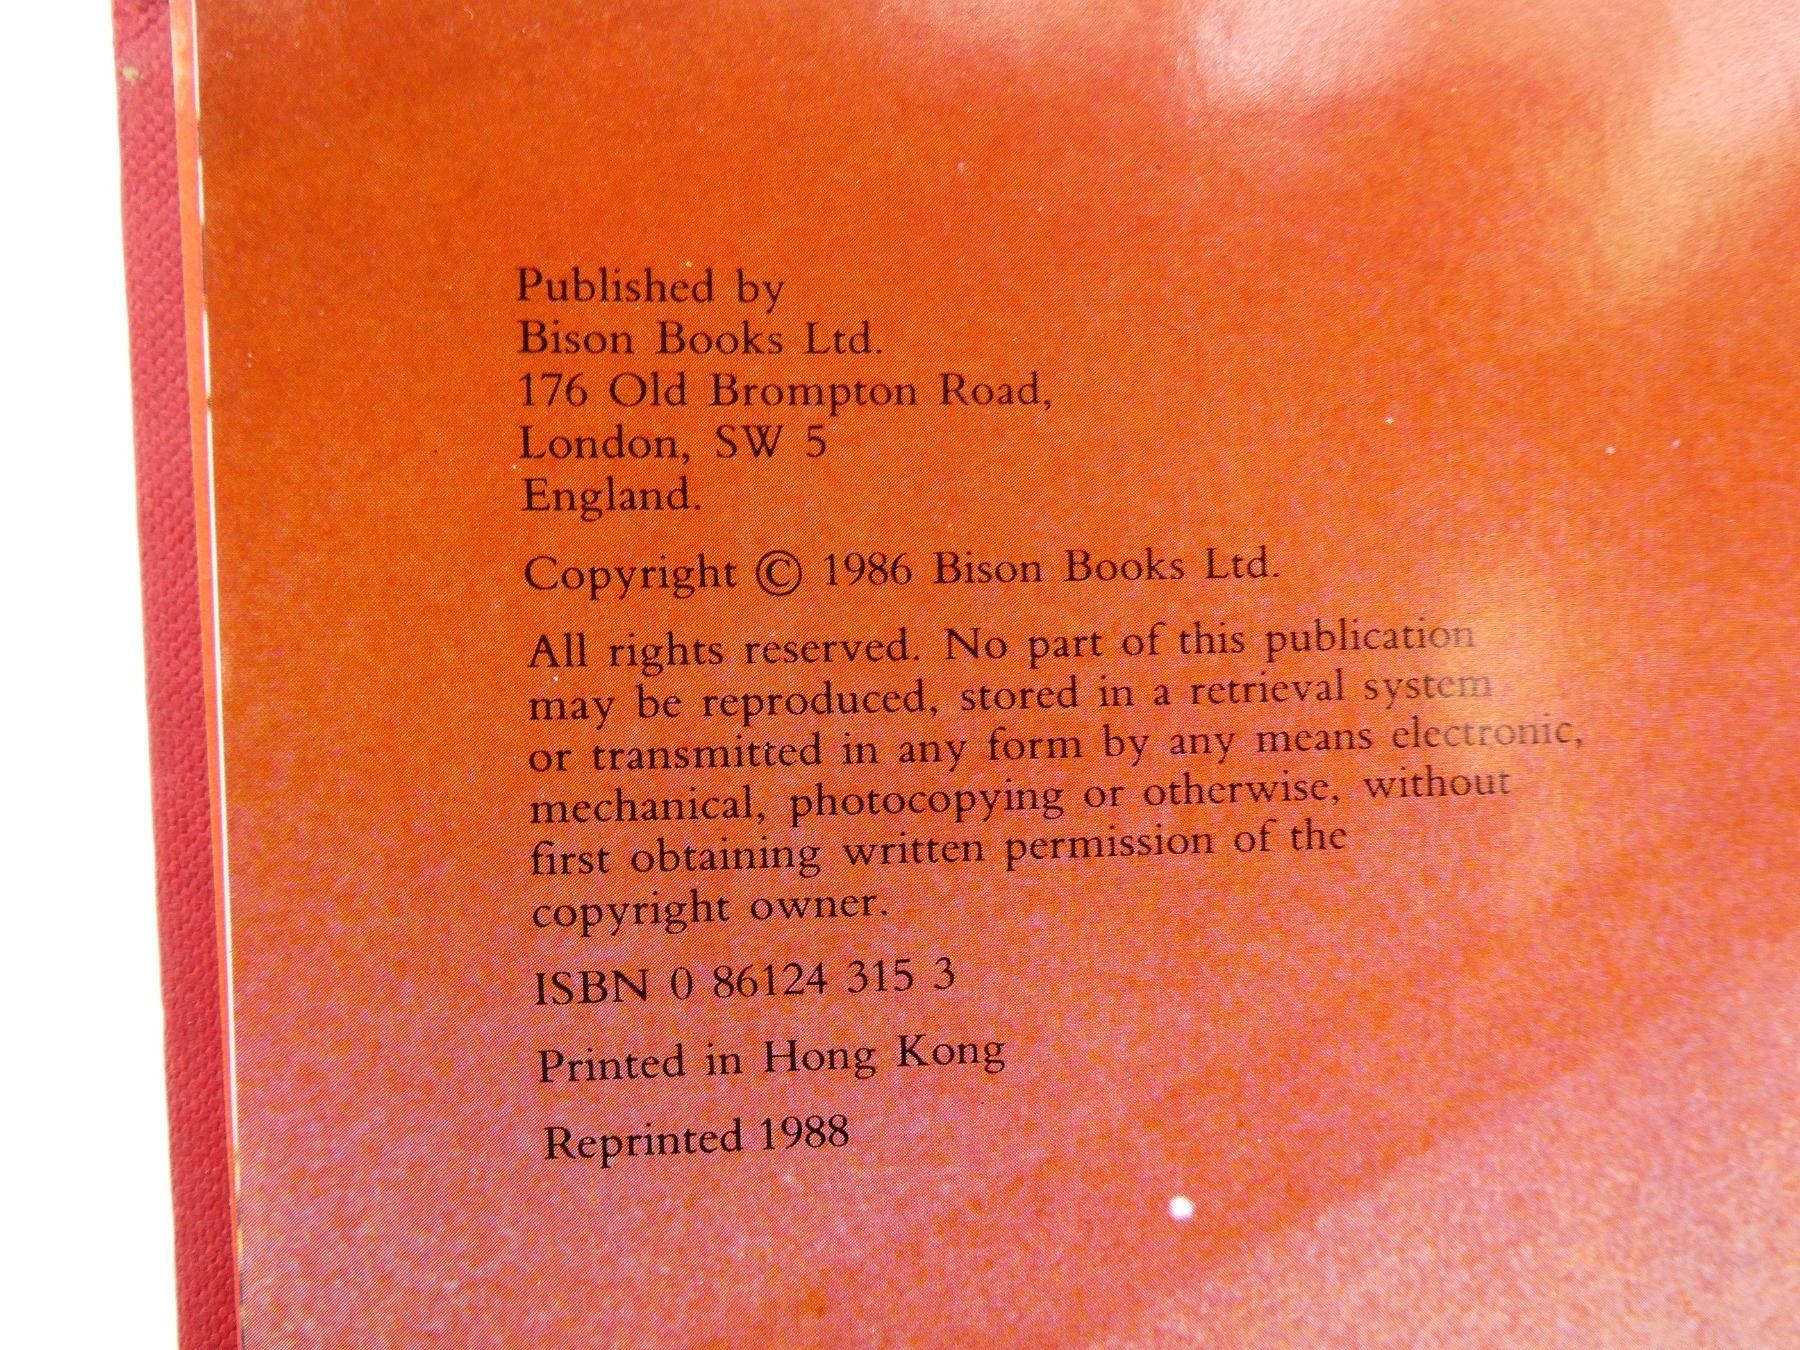 Published by
Bison Books Ltd.
176 Old Brompton Road,
London, SW 5
England.
Copyright © 1986 Bison Books Ltd.
All rights reserved. No part of this publication
may be reproduced, stored in a retrieval system
or transmitted in any form by any means electronic,
mechanical, photocopying or otherwise, without
first obtaining written permission of the
copyright owner.
ISBN 0 86124 315 3
Printed in Hong Kong
Reprinted 1988